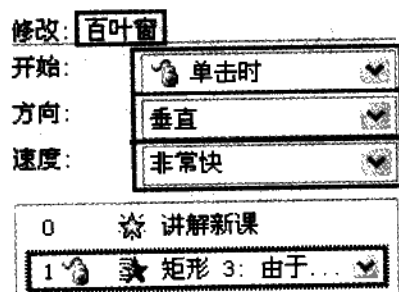 修改: 百叶窗
开始: 单击时
方向: 垂直
速度: 非常快
0 讲解新课
1 矩形 3: 由于...